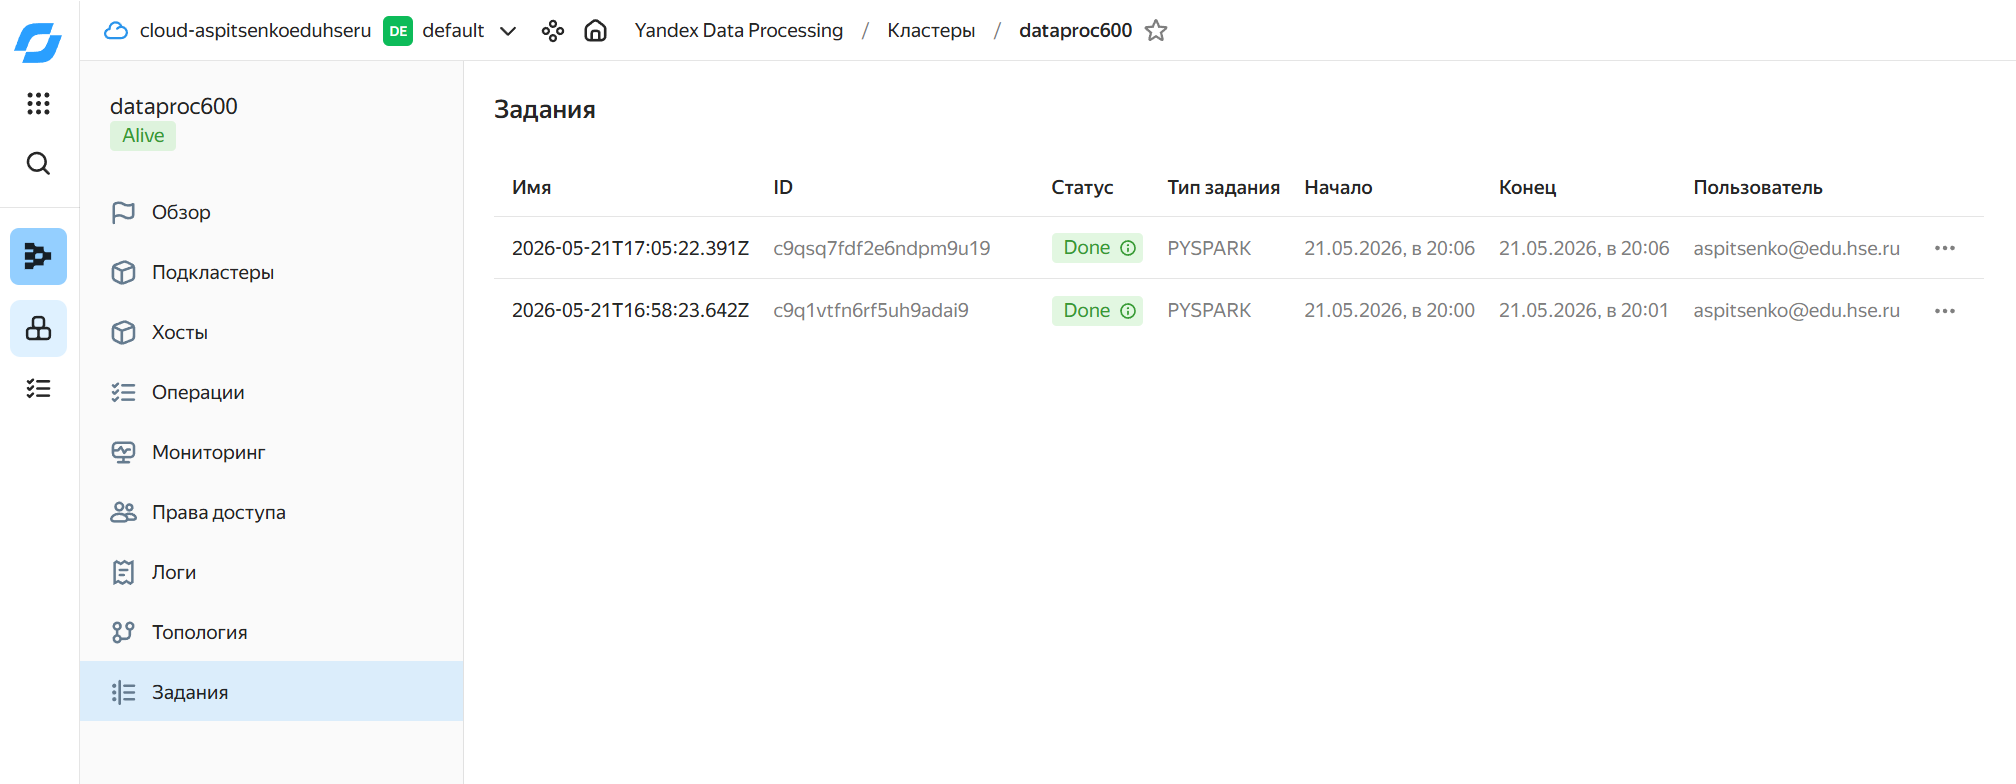 cloud-aspitsenkoeduhseru DE default Yandex Data Processing / Кластеры / dataproc600
dataproc600
Alive
Обзор
Подкластеры
Хосты
Операции
Мониторинг
Права доступа
Логи
Топология
Задания
Задания
Имя ID Статус Тип задания Начало Конец Пользователь
2026-05-21T17:05:22.391Z c9qsq7fdf2e6ndpm9u19 Done PYSPARK 21.05.2026, в 20:06 21.05.2026, в 20:06 aspitsenko@edu.hse.ru
2026-05-21T16:58:23.642Z c9q1vtfn6rf5uh9adai9 Done PYSPARK 21.05.2026, в 20:00 21.05.2026, в 20:01 aspitsenko@edu.hse.ru